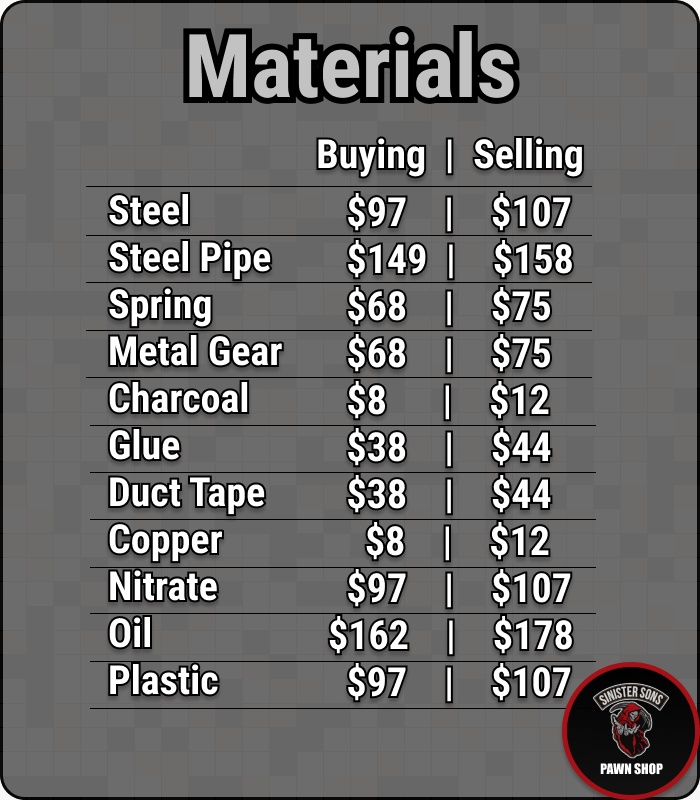 Materials
Buying | Selling
Steel $97 | $107
Steel Pipe $149 | $158
Spring $68 | $75
Metal Gear $68 | $75
Charcoal $8 | $12
Glue $38 | $44
Duct Tape $38 | $44
Copper $8 | $12
Nitrate $97 | $107
Oil $162 | $178
Plastic $97 | $107
SINISTER SONS
PAWN SHOP